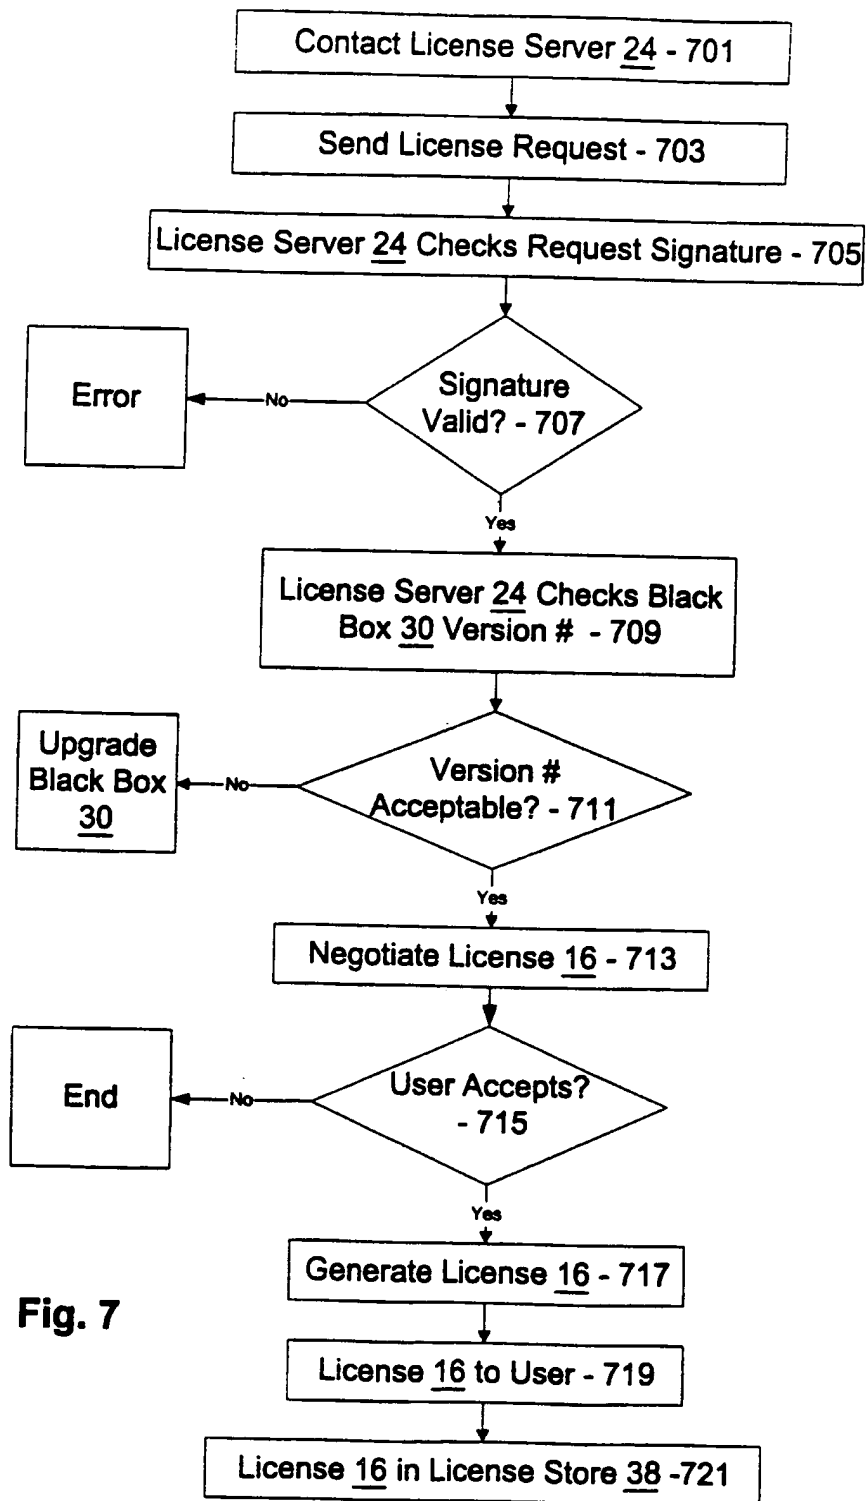 Contact License Server 24 - 701
Send License Request - 703
License Server 24 Checks Request Signature - 705
Signature
Valid? - 707
No
Error
Yes
License Server 24 Checks Black
Box 30 Version # - 709
Version #
Acceptable? - 711
No
Upgrade
Black Box
30
Yes
Negotiate License 16 - 713
User Accepts?
- 715
No
End
Yes
Generate License 16 - 717
License 16 to User - 719
License 16 in License Store 38 -721
Fig. 7